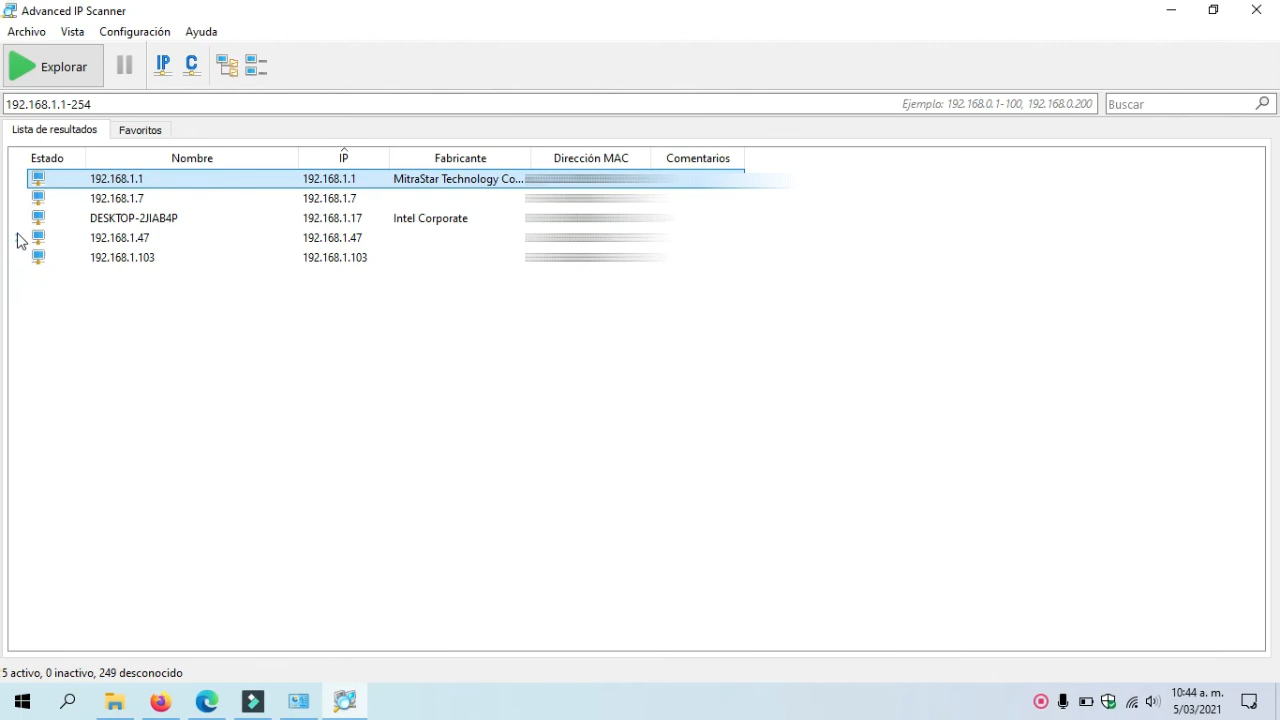 Advanced IP Scanner
Archivo Vista Configuración Ayuda
Explorar IP C
192.168.1.1-254 Ejemplo: 192.168.0.1-100, 192.168.0.200 Buscar
Lista de resultados Favoritos
Estado Nombre IP Fabricante Dirección MAC Comentarios
192.168.1.1 192.168.1.1 MitraStar Technology Co...
192.168.1.7 192.168.1.7
DESKTOP-2JIAB4P 192.168.1.17 Intel Corporate
192.168.1.47 192.168.1.47
192.168.1.103 192.168.1.103
5 activo, 0 inactivo, 249 desconocido
10:44 a. m.
5/03/2021